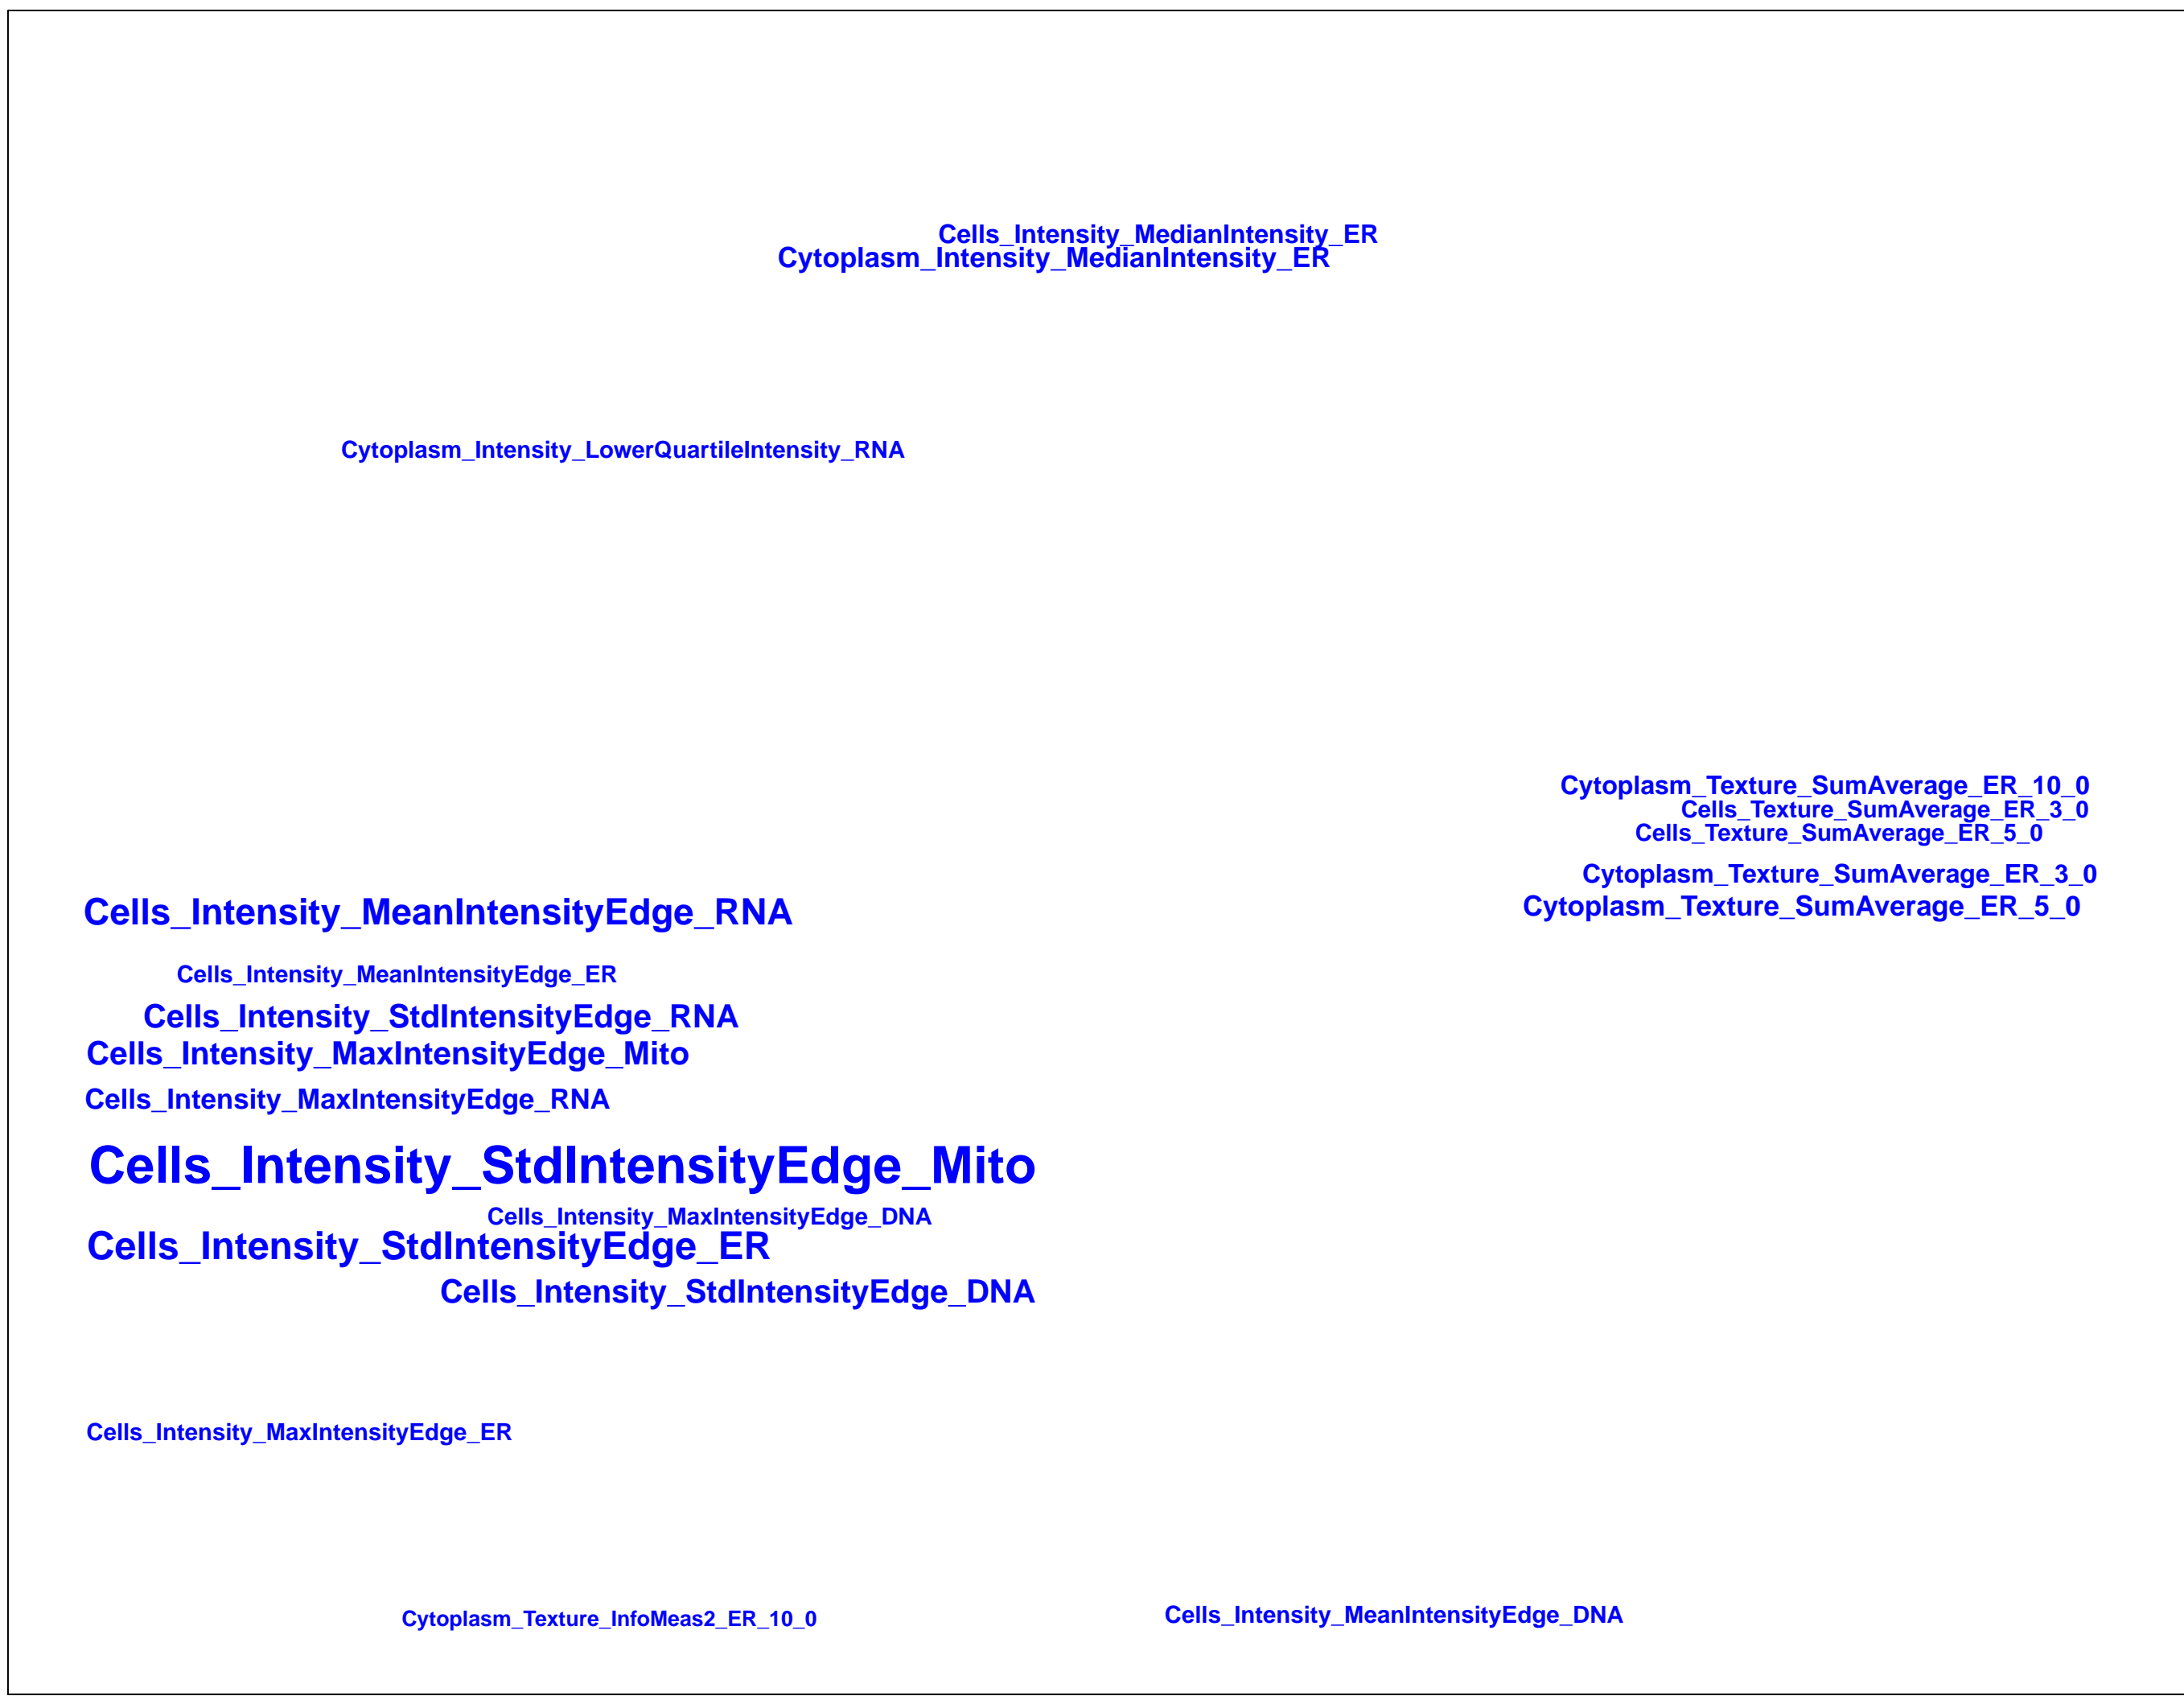 Cells_Intensity_MedianIntensity_ER
Cytoplasm_Intensity_MedianIntensity_ER
Cytoplasm_Intensity_LowerQuartileIntensity_RNA
Cytoplasm_Texture_SumAverage_ER_10_0
Cells_Texture_SumAverage_ER_3_0
Cells_Texture_SumAverage_ER_5_0
Cytoplasm_Texture_SumAverage_ER_3_0
Cytoplasm_Texture_SumAverage_ER_5_0
Cells_Intensity_MeanIntensityEdge_RNA
Cells_Intensity_MeanIntensityEdge_ER
Cells_Intensity_StdIntensityEdge_RNA
Cells_Intensity_MaxIntensityEdge_Mito
Cells_Intensity_MaxIntensityEdge_RNA
Cells_Intensity_StdIntensityEdge_Mito
Cells_Intensity_MaxIntensityEdge_DNA
Cells_Intensity_StdIntensityEdge_ER
Cells_Intensity_StdIntensityEdge_DNA
Cells_Intensity_MaxIntensityEdge_ER
Cytoplasm_Texture_InfoMeas2_ER_10_0
Cells_Intensity_MeanIntensityEdge_DNA